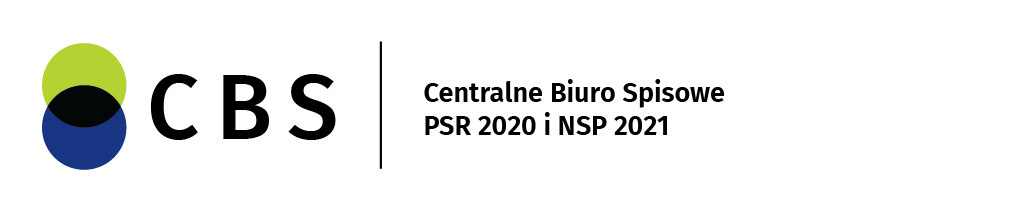 CBS
Centralne Biuro Spisowe
PSR 2020 i NSP 2021